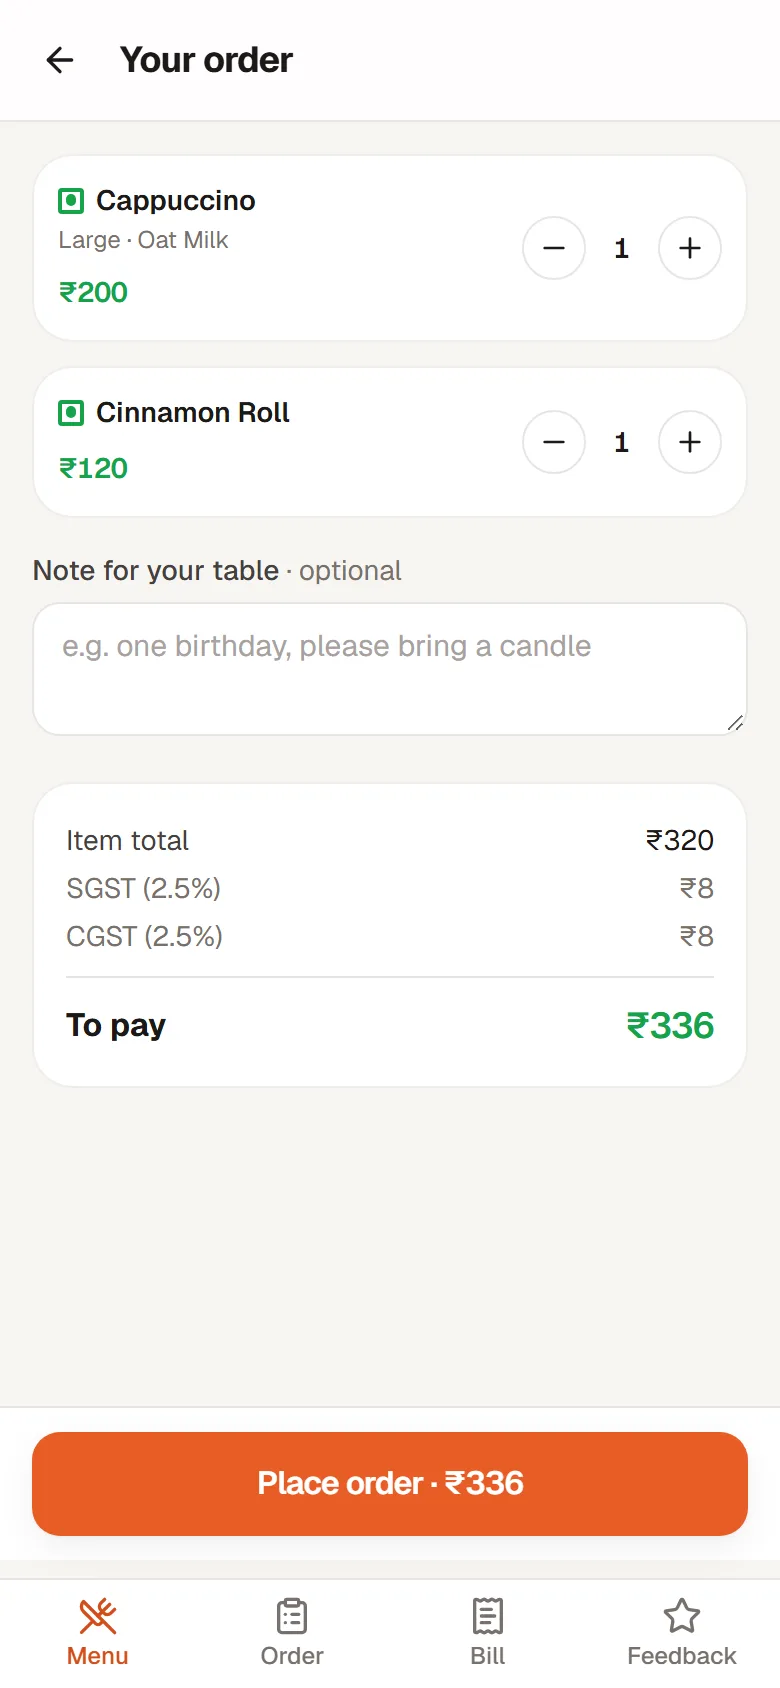 Your order
Cappuccino
Large · Oat Milk
₹200
1
Cinnamon Roll
₹120
1
Note for your table · optional
e.g. one birthday, please bring a candle
Item total ₹320
SGST (2.5%) ₹8
CGST (2.5%) ₹8
To pay ₹336
Place order · ₹336
Menu Order Bill Feedback